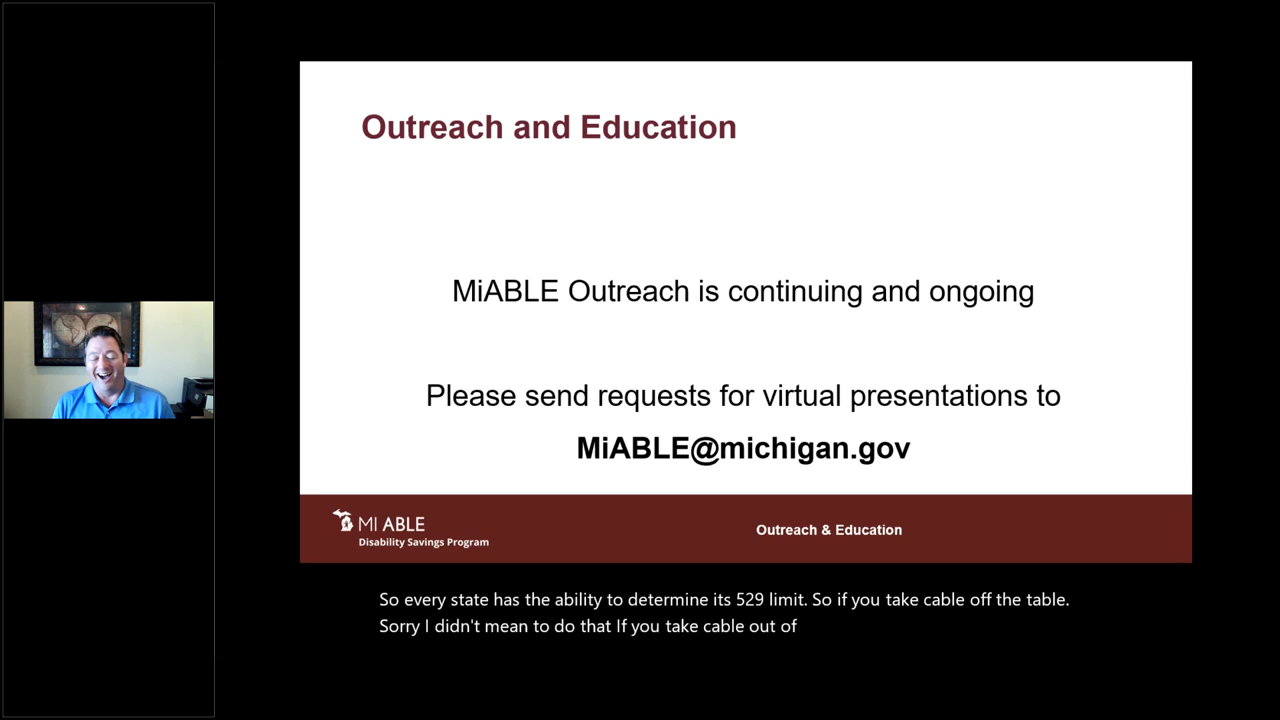 Outreach and Education
MiABLE Outreach is continuing and ongoing
Please send requests for virtual presentations to
MiABLE@michigan.gov
MI ABLE
Disability Savings Program
Outreach & Education
So every state has the ability to determine its 529 limit. So if you take cable off the table.
Sorry I didn't mean to do that If you take cable out of